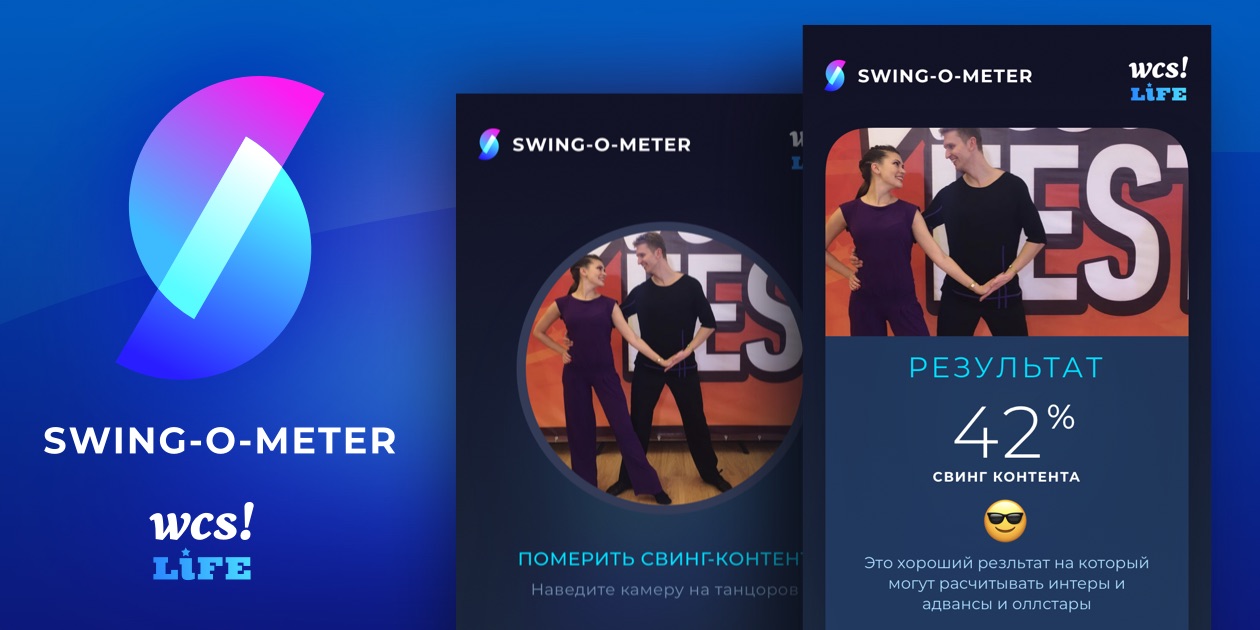 SWING-O-METER
wcs!
LiFE
SWING-O-METER
FEST
ПОМЕРИТЬ СВИНГ-КОНТЕНТ
Наведите камеру на танцоров
SWING-O-METER
wcs!
LiFE
FEST
РЕЗУЛЬТАТ
42%
СВИНГ КОНТЕНТА
Это хороший резльтат на который
могут расчитывать интеры и
адвансы и оллстары